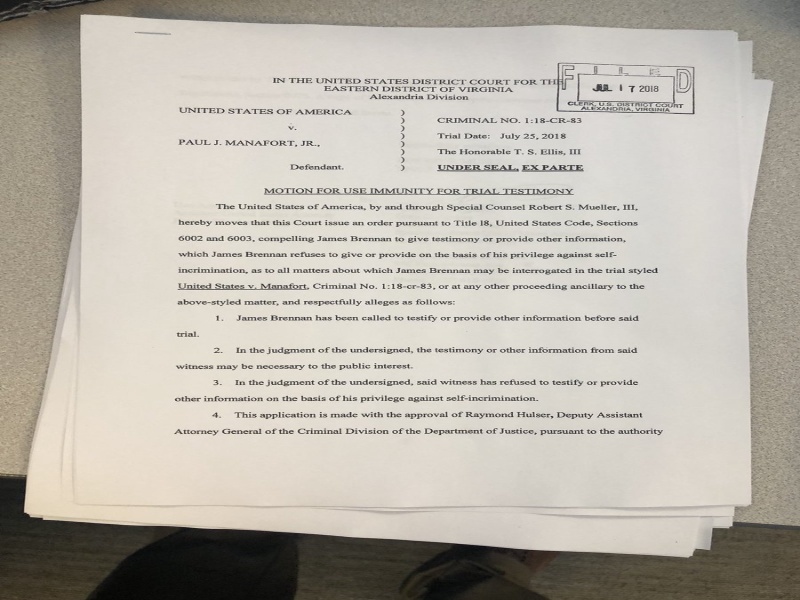 IN THE UNITED STATES DISTRICT COURT FOR THE
EASTERN DISTRICT OF VIRGINIA
Alexandria Division
FILED
JUL 17 2018
CLERK, U.S. DISTRICT COURT
ALEXANDRIA, VIRGINIA
UNITED STATES OF AMERICA )
v. ) CRIMINAL NO. 1:18-CR-83
) Trial Date: July 25, 2018
PAUL J. MANAFORT, JR., ) The Honorable T. S. Ellis, III
Defendant. ) UNDER SEAL, EX PARTE
MOTION FOR USE IMMUNITY FOR TRIAL TESTIMONY
The United States of America, by and through Special Counsel Robert S. Mueller, III,
hereby moves that this Court issue an order pursuant to Title 18, United States Code, Sections
6002 and 6003, compelling James Brennan to give testimony or provide other information,
which James Brennan refuses to give or provide on the basis of his privilege against self-
incrimination, as to all matters about which James Brennan may be interrogated in the trial styled
United States v. Manafort, Criminal No. 1:18-cr-83, or at any other proceeding ancillary to the
above-styled matter, and respectfully alleges as follows:
1. James Brennan has been called to testify or provide other information before said
trial.
2. In the judgment of the undersigned, the testimony or other information from said
witness may be necessary to the public interest.
3. In the judgment of the undersigned, said witness has refused to testify or provide
other information on the basis of his privilege against self-incrimination.
4. This application is made with the approval of Raymond Hulser, Deputy Assistant
Attorney General of the Criminal Division of the Department of Justice, pursuant to the authority